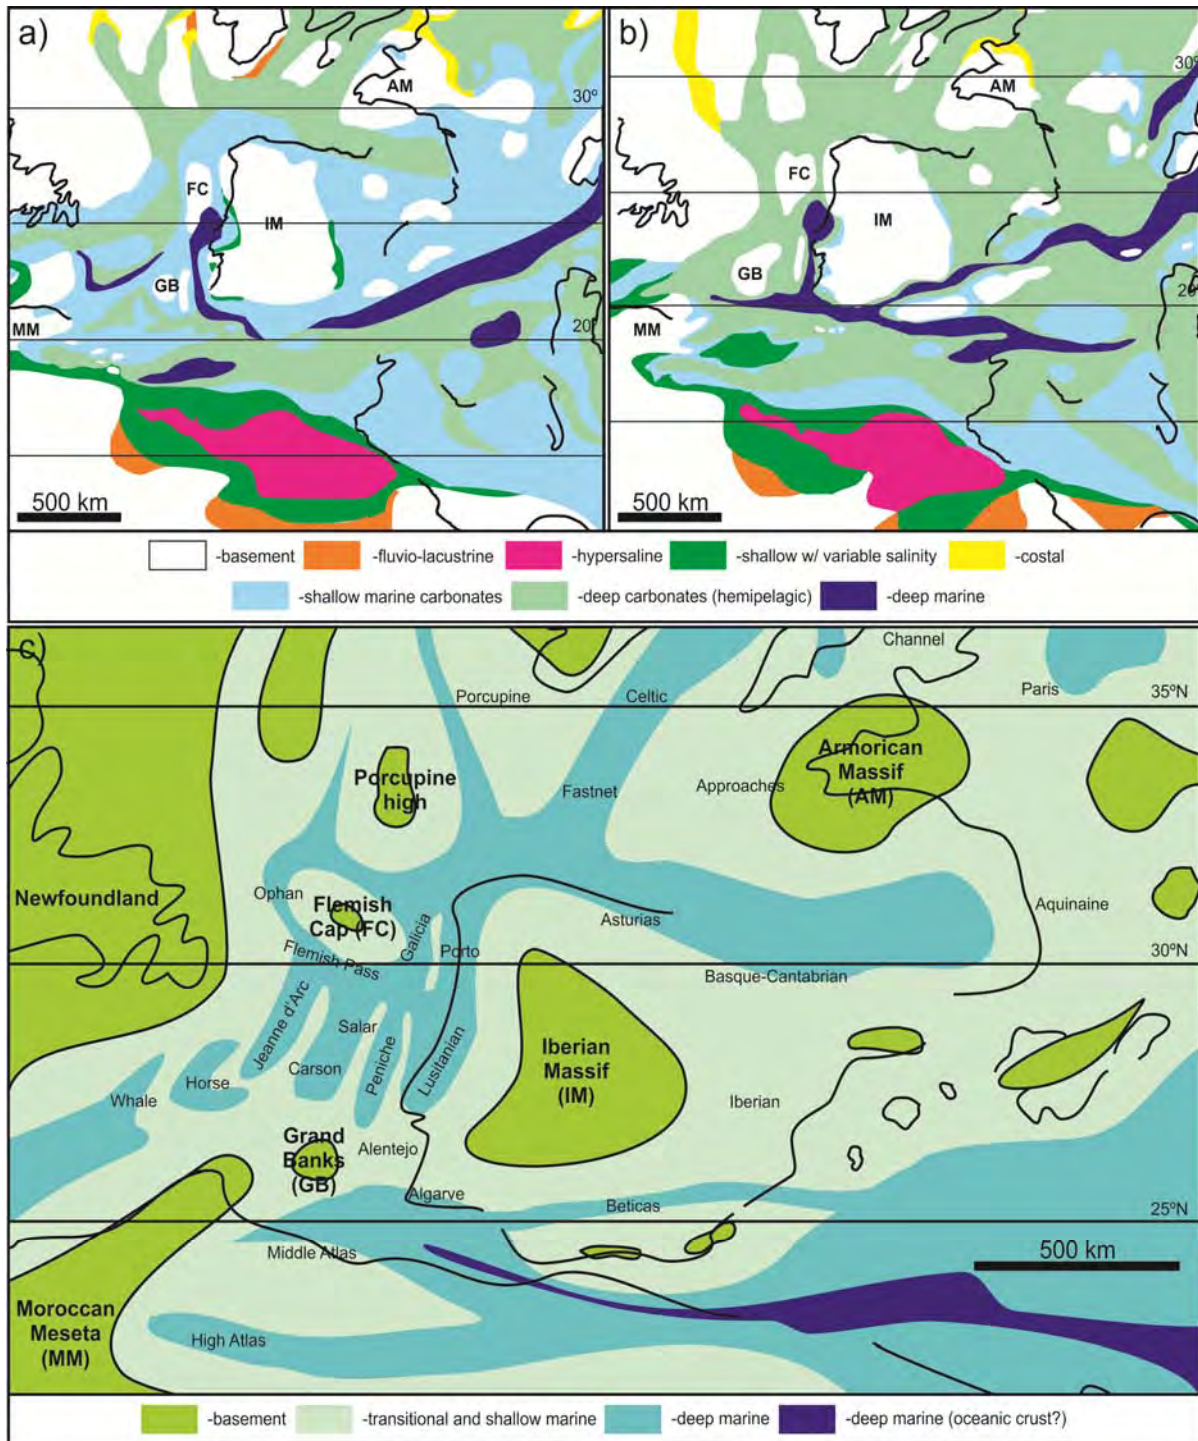 a)
AM
30º
FC
IM
GB
MM
20º
500 km
b)
30º
AM
FC
IM
GB
20º
MM
500 km
-basement
-fluvio-lacustrine
-hypersaline
-shallow w/ variable salinity
-costal
-shallow marine carbonates
-deep carbonates (hemipelagic)
-deep marine
c)
Channel
Porcupine
Celtic
Paris
35ºN
Porcupine
high
Fastnet
Approaches
Armorican
Massif
(AM)
Newfoundland
Ophan
Flemish
Cap (FC)
Galicia
Asturias
Aquinaine
Flemish Pass
Porto
30ºN
Basque-Cantabrian
Jeanne d'Arc
Salar
Carson
Peniche
Lusitanian
Iberian
Massif
(IM)
Horse
Whale
Iberian
Grand
Banks
(GB)
Alentejo
Algarve
Beticas
25ºN
Middle Atlas
500 km
Moroccan
Meseta
(MM)
High Atlas
-basement
-transitional and shallow marine
-deep marine
-deep marine (oceanic crust?)